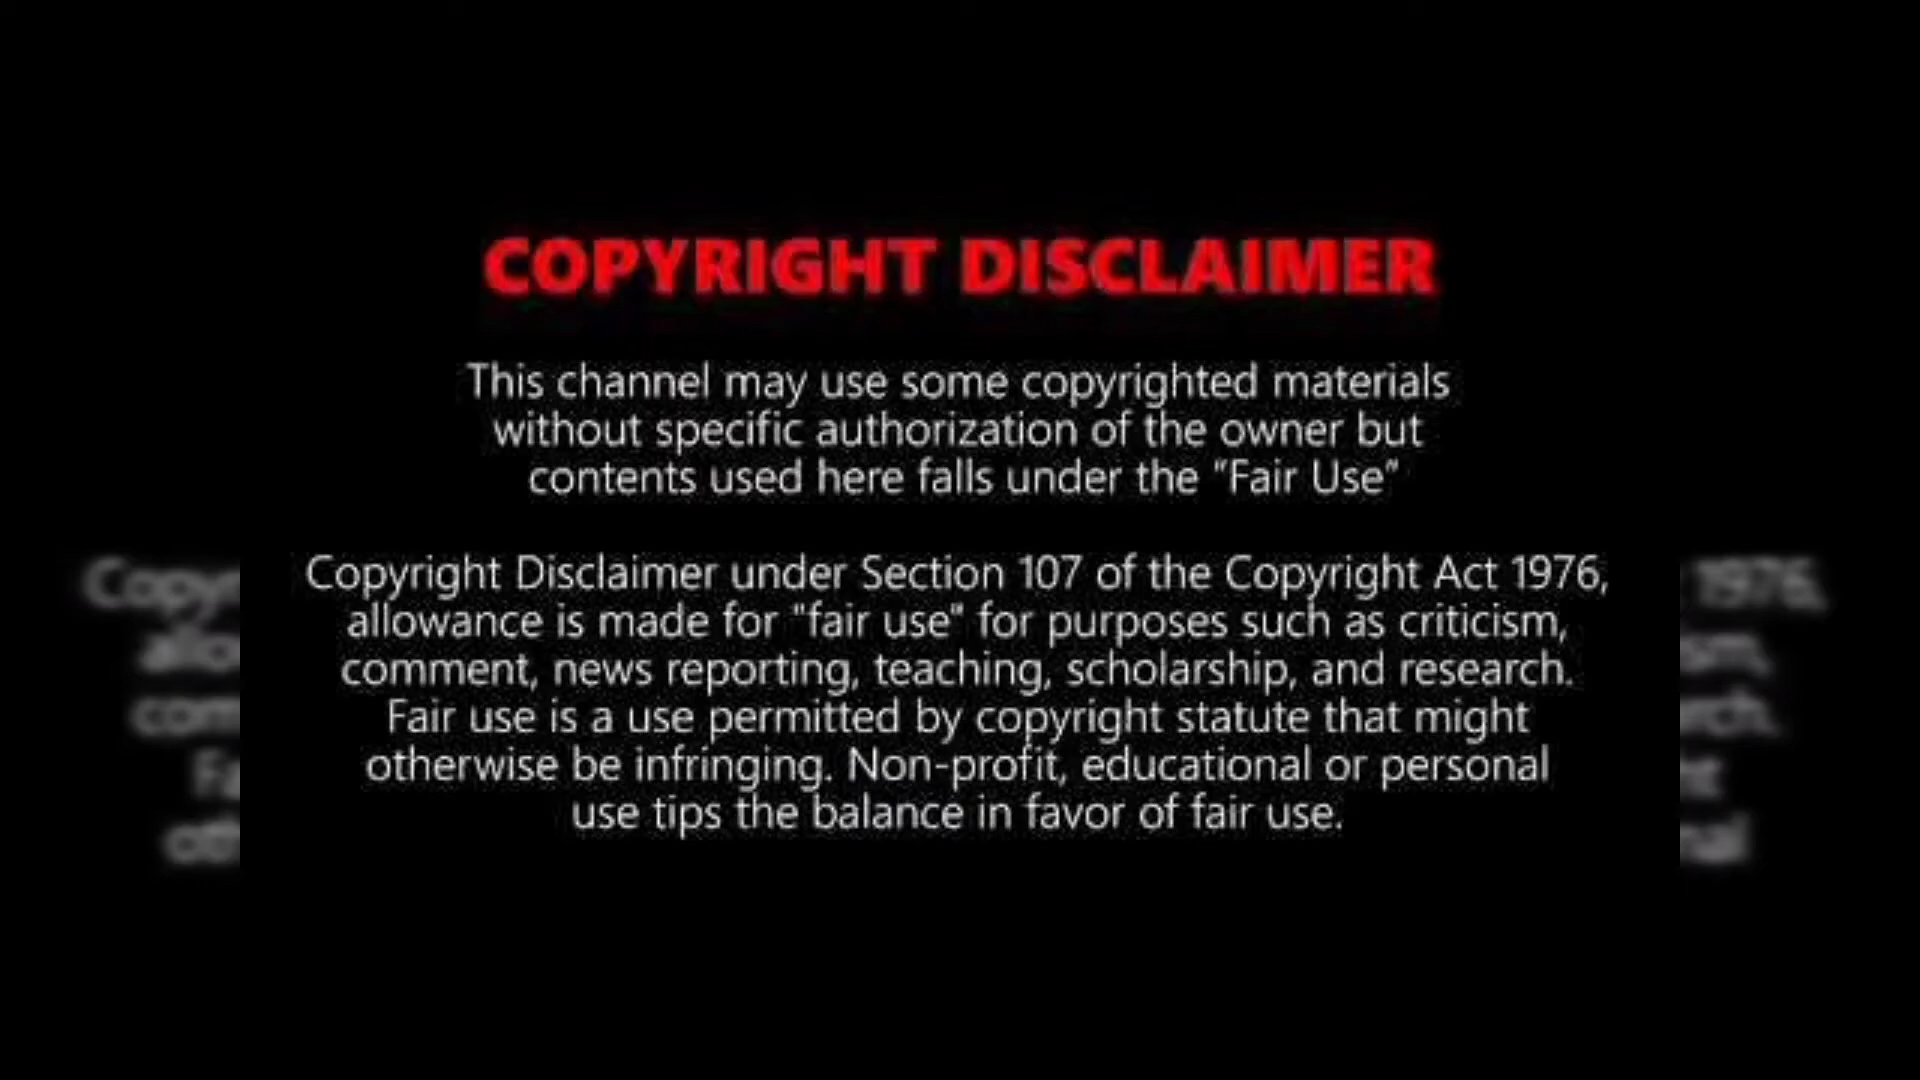 COPYRIGHT DISCLAIMER
This channel may use some copyrighted materials
without specific authorization of the owner but
contents used here falls under the "Fair Use"
Copyright Disclaimer under Section 107 of the Copyright Act 1976,
allowance is made for "fair use" for purposes such as criticism,
comment, news reporting, teaching, scholarship, and research.
Fair use is a use permitted by copyright statute that might
otherwise be infringing. Non-profit, educational or personal
use tips the balance in favor of fair use.